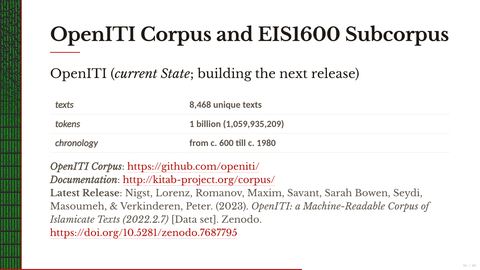 OpenITI Corpus and EIS1600 Subcorpus
OpenITI (current State; building the next release)
texts 8,468 unique texts
tokens 1 billion (1,059,935,209)
chronology from c. 600 till c. 1980
OpenITI Corpus: https://github.com/openiti/
Documentation: http://kitab-project.org/corpus/
Latest Release: Nigst, Lorenz, Romanov, Maxim, Savant, Sarah Bowen, Seydi,
Masoumeh, & Verkinderen, Peter. (2023). OpenITI: a Machine-Readable Corpus of
Islamicate Texts (2022.2.7) [Data set]. Zenodo.
https://doi.org/10.5281/zenodo.7687795